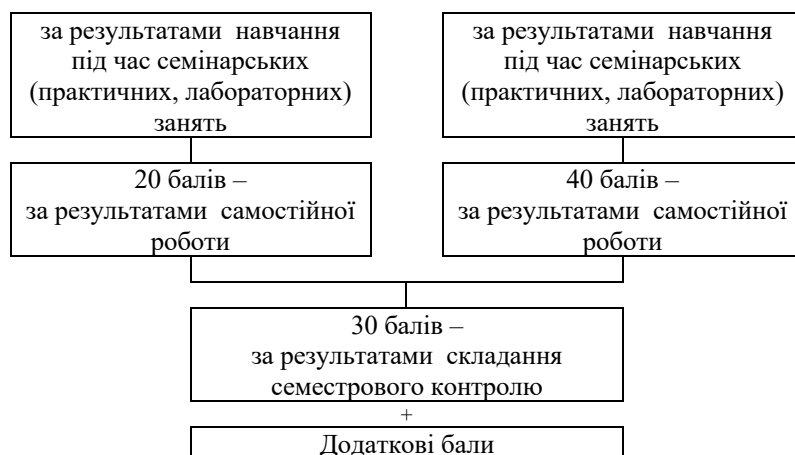 за результатами навчання
під час семінарських
(практичних, лабораторних)
занять
за результатами навчання
під час семінарських
(практичних, лабораторних)
занять
20 балів –
за результатами самостійної
роботи
40 балів –
за результатами самостійної
роботи
30 балів –
за результатами складання
семестрового контролю
+
Додаткові бали